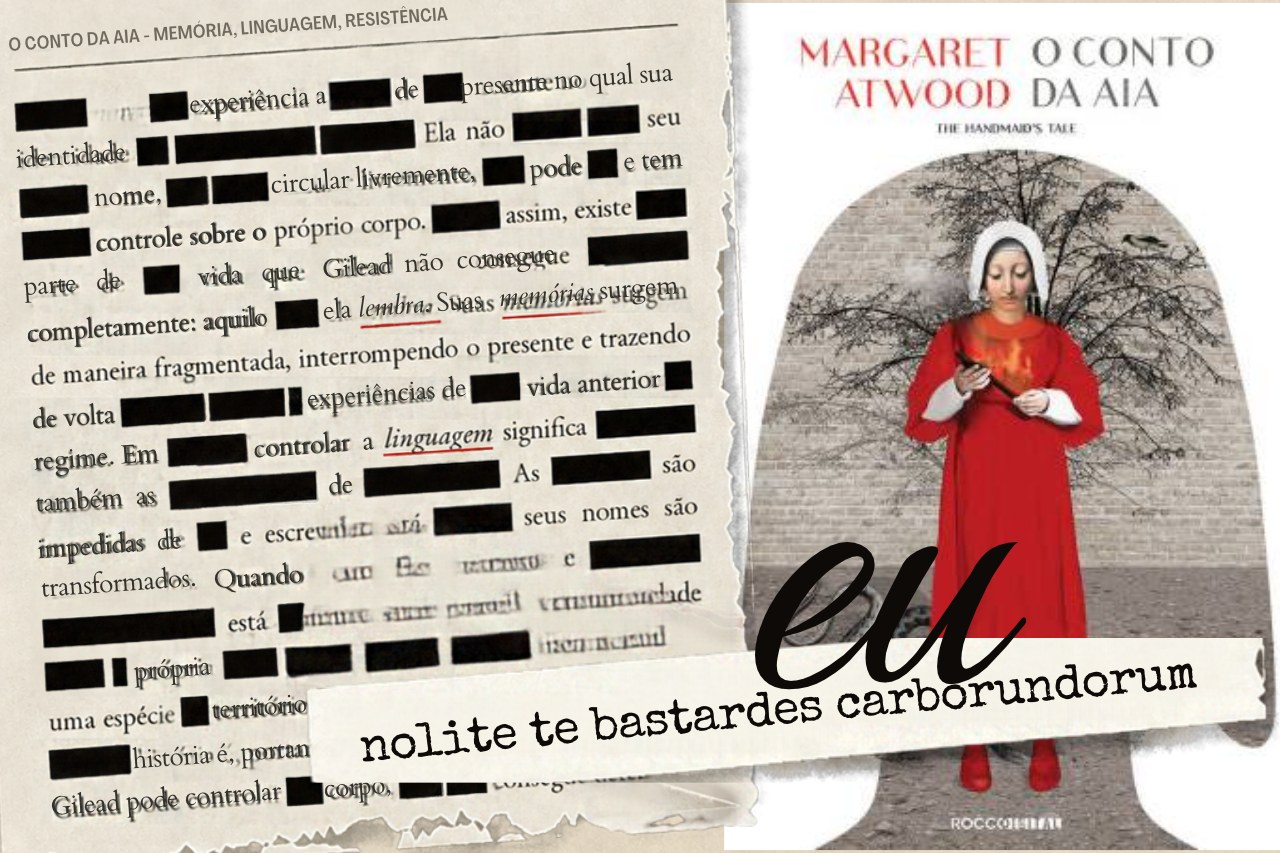 O CONTO DA AIA - MEMÓRIA, LINGUAGEM, RESISTÊNCIA
experiência a de presente no qual sua
identidade Ela não seu
nome, circular livremente, pode e tem
controle sobre o próprio corpo. assim, existe
parte de vida que Gilead não consegue
completamente: aquilo ela lembra. Suas memórias surgem
de maneira fragmentada, interrompendo o presente e trazendo
de volta experiências de vida anterior
regime. Em controlar a linguagem significa
também as de As são
impedidas de e seus nomes são
transformados. Quando e
está
própria
uma espécie território
história é,
Gilead pode controlar corpo,
MARGARET ATWOOD
O CONTO DA AIA
THE HANDMAID'S TALE
eu
nolite te bastardes carborundorum